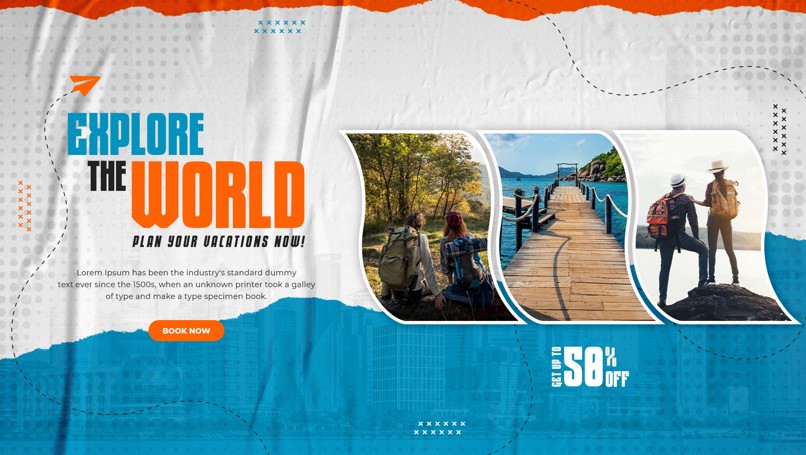 EXPLORE
THE WORLD
PLAN YOUR VACATIONS NOW!
Lorem Ipsum has been the industry's standard dummy
text ever since the 1500s, when an unknown printer took a galley
of type and make a type specimen book.
BOOK NOW
GET UP TO
50%
OFF